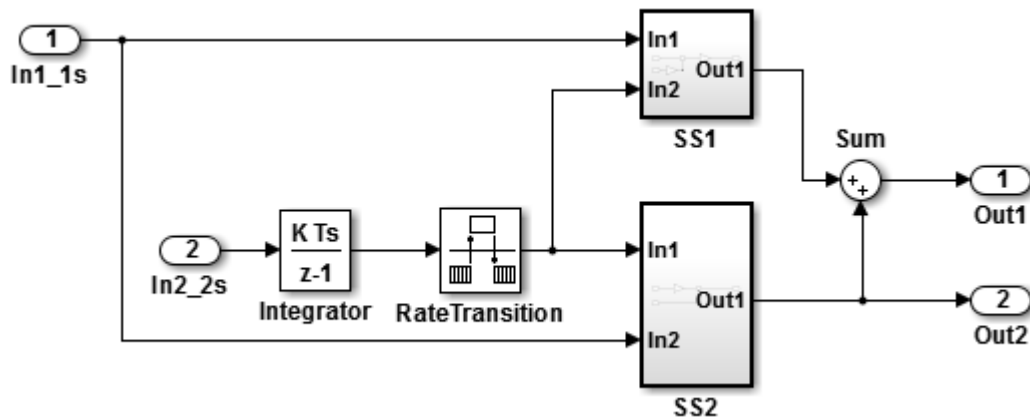 1
In1_1s
In1
In2
Out1
SS1
Sum
+
+
1
Out1
2
In2_2s
K Ts
z-1
Integrator
RateTransition
In1
In2
Out1
SS2
2
Out2